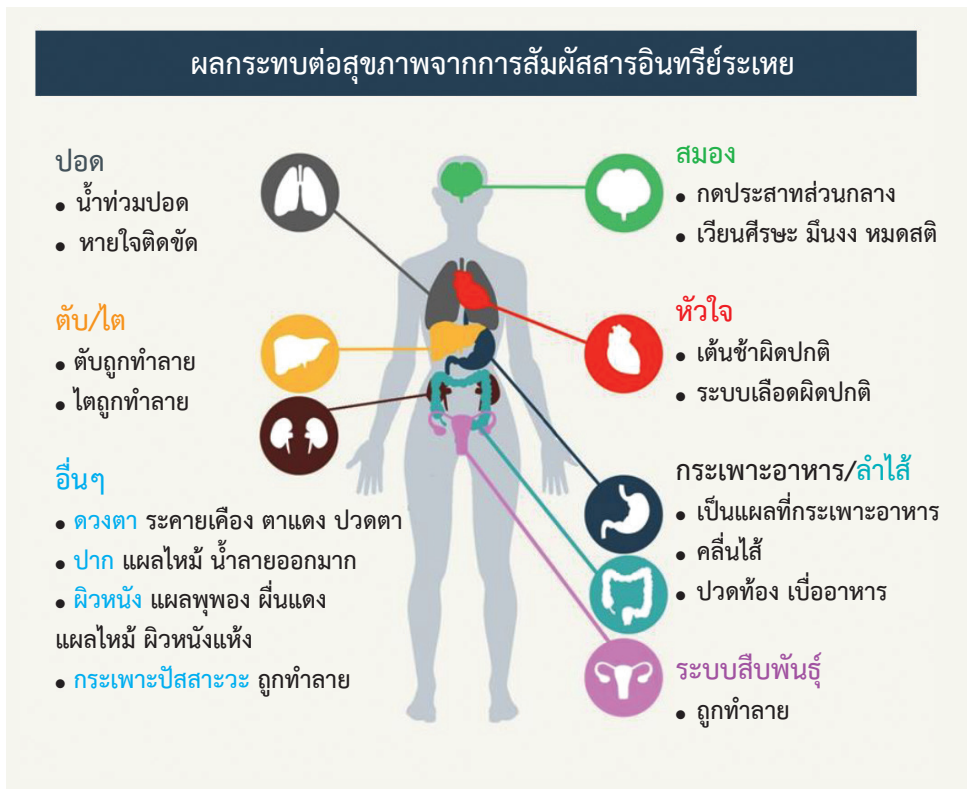 ผลกระทบต่อสุขภาพจากการสัมผัสสารอินทรีย์ระเหย
ปอด
• น้ำท่วมปอด
• หายใจติดขัด
ตับ/ไต
• ตับถูกทำลาย
• ไตถูกทำลาย
อื่นๆ
• ดวงตา ระคายเคือง ตาแดง ปวดตา
• ปาก แผลไหม้ น้ำลายออกมาก
• ผิวหนัง แผลพุพอง ผื่นแดง
แผลไหม้ ผิวหนังแห้ง
• กระเพาะปัสสาะวะ ถูกทำลาย
สมอง
• กดประสาทส่วนกลาง
• เวียนศีรษะ มึนงง หมดสติ
หัวใจ
• เต้นช้าผิดปกติ
• ระบบเลือดผิดปกติ
กระเพาะอาหาร/ลำไส้
• เป็นแผลที่กระเพาะอาหาร
• คลื่นไส้
• ปวดท้อง เบื่ออาหาร
ระบบสืบพันธุ์
• ถูกทำลาย